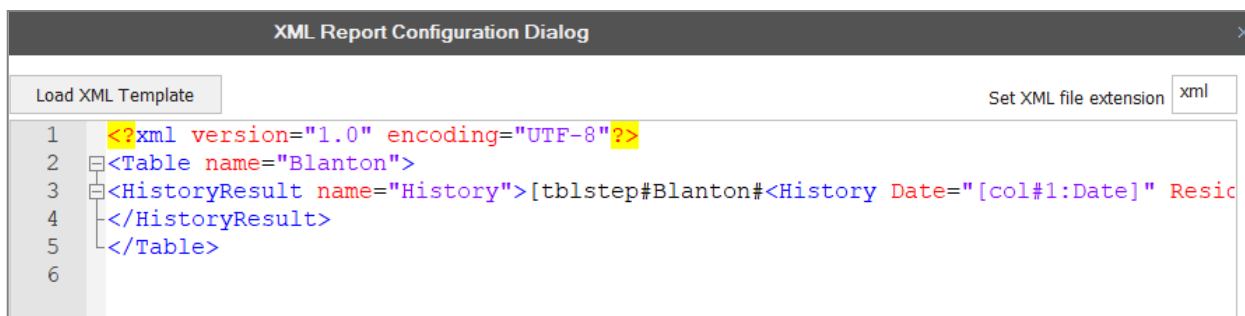 XML Report Configuration Dialog
Load XML Template
Set XML file extension xml
1 <?xml version="1.0" encoding="UTF-8"?>
2 <Table name="Blanton">
3 <HistoryResult name="History">[tblstep#Blanton#<History Date="[col#1:Date]"
4 </HistoryResult>
5 </Table>
6